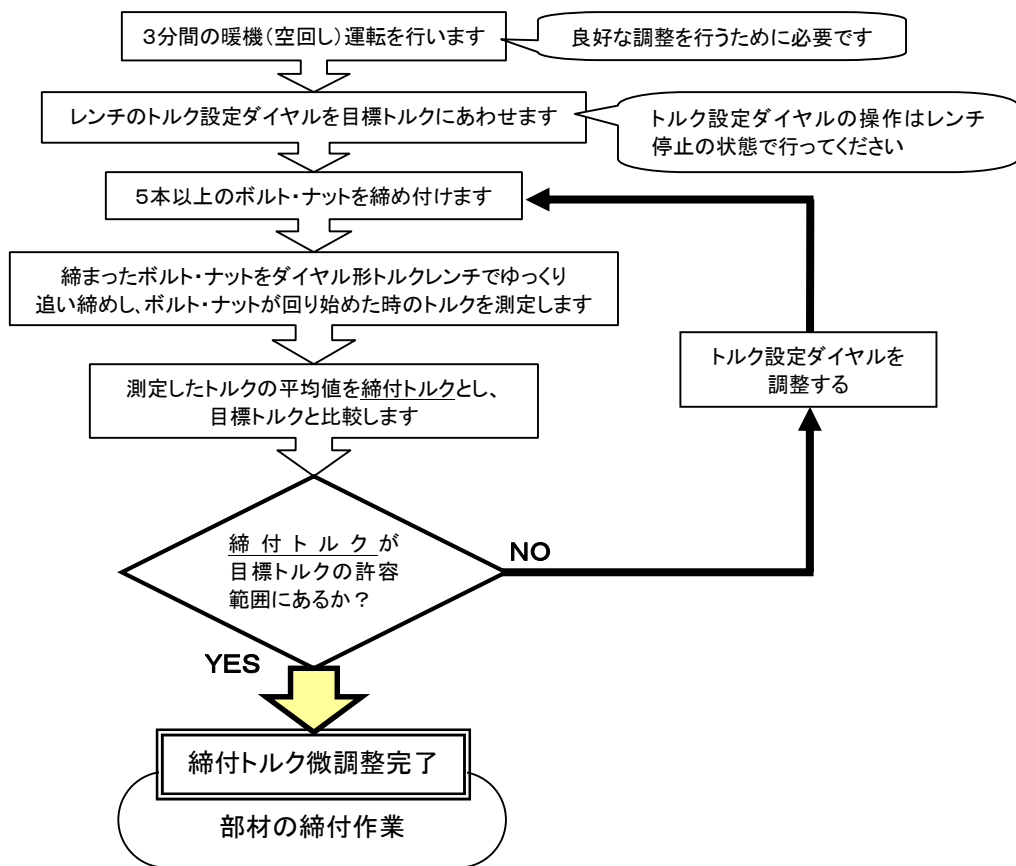 3分間の暖機(空回し)運転を行います
良好な調整を行うために必要です
レンチのトルク設定ダイヤルを目標トルクにあわせます
トルク設定ダイヤルの操作はレンチ
停止の状態で行ってください
5本以上のボルト・ナットを締め付けます
締まったボルト・ナットをダイヤル形トルクレンチでゆっくり
追い締めし、ボルト・ナットが回り始めた時のトルクを測定します
トルク設定ダイヤルを
調整する
測定したトルクの平均値を締付トルクとし、
目標トルクと比較します
締付トルクが
目標トルクの許容
範囲にあるか?
NO
YES
締付トルク微調整完了
部材の締付作業